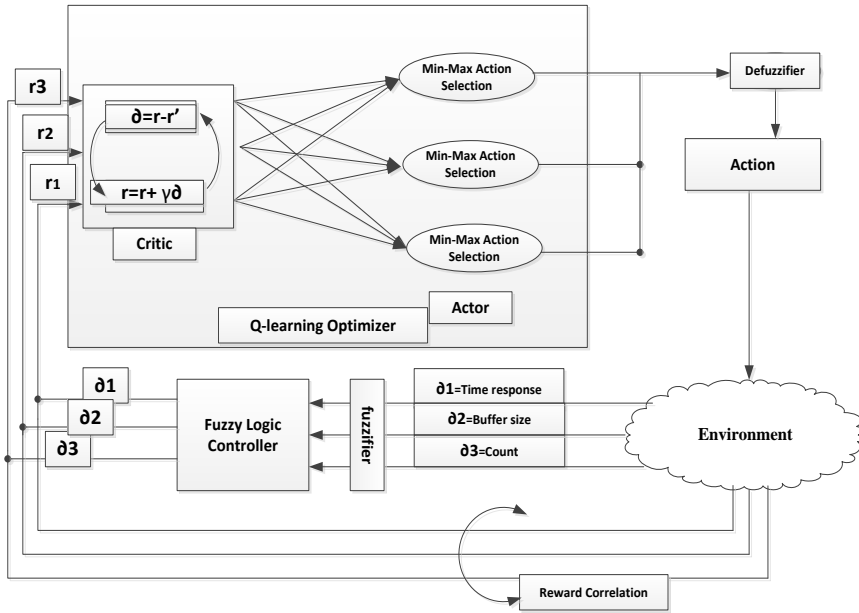 r3
r2
r1
∂=r-r’
r=r+ γ∂
Critic
Min-Max Action
Selection
Min-Max Action
Selection
Min-Max Action
Selection
Actor
Q-learning Optimizer
Defuzzifier
Action
∂1
∂2
∂3
Fuzzy Logic
Controller
fuzzifier
∂1=Time response
∂2=Buffer size
∂3=Count
Environment
Reward Correlation